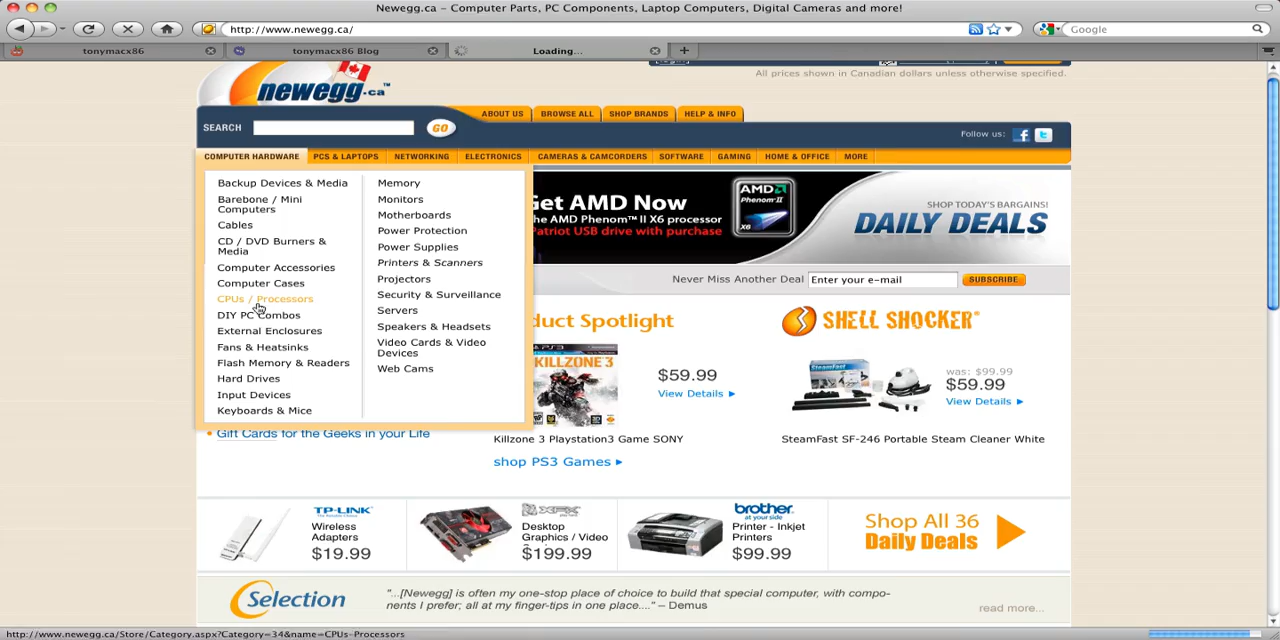 Newegg.ca – Computer Parts, PC Components, Laptop Computers, Digital Cameras and more!
http://www.newegg.ca/
Google
tonymacx86
tonymacx86 Blog
Loading...
newegg.ca™
All prices shown in Canadian dollars unless otherwise specified.
ABOUT US
BROWSE ALL
SHOP BRANDS
HELP & INFO
SEARCH
GO
Follow us:
COMPUTER HARDWARE
PCS & LAPTOPS
NETWORKING
ELECTRONICS
CAMERAS & CAMCORDERS
SOFTWARE
GAMING
HOME & OFFICE
MORE
Backup Devices & Media
Barebone / Mini
Computers
Cables
CD / DVD Burners &
Media
Computer Accessories
Computer Cases
CPUs / Processors
DIY PC Combos
External Enclosures
Fans & Heatsinks
Flash Memory & Readers
Hard Drives
Input Devices
Keyboards & Mice
Memory
Monitors
Motherboards
Power Protection
Power Supplies
Printers & Scanners
Projectors
Security & Surveillance
Servers
Speakers & Headsets
Video Cards & Video
Devices
Web Cams
Get AMD Now
the AMD Phenom™ II X6 processor
Patriot USB drive with purchase
AMD
Phenom II
X6
SHOP TODAY'S BARGAINS!
DAILY DEALS
Never Miss Another Deal
Enter your e-mail
SUBSCRIBE
duct Spotlight
SHELL SHOCKER
KILLZONE 3
$59.99
View Details
was: $99.99
$59.99
View Details
Gift Cards for the Geeks in your Life
Killzone 3 Playstation3 Game SONY
SteamFast SF-246 Portable Steam Cleaner White
shop PS3 Games
TP-LINK
Wireless
Adapters
$19.99
XFX
Desktop
Graphics / Video
$199.99
brother
at your side
Printer - Inkjet
Printers
$99.99
Shop All 36
Daily Deals
Selection
"...[Newegg] is often my one-stop place of choice to build that special computer, with compo-
nents I prefer; all at my finger-tips in one place...." – Demus
read more...
http://www.newegg.ca/Store/Category.aspx?Category=34&name=CPUs-Processors